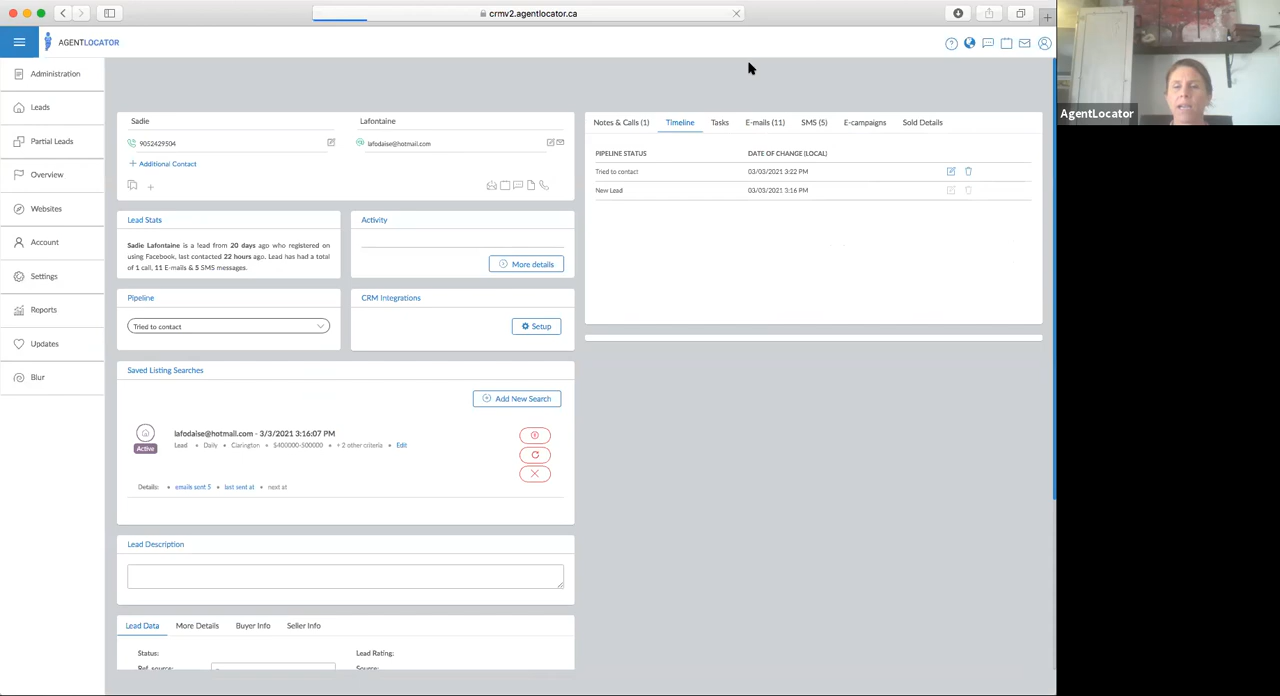 crmv2.agentlocator.ca
AGENTLOCATOR
Administration
Leads
Partial Leads
Overview
Websites
Account
Settings
Reports
Updates
Blur
Sadie
Lafontaine
9052429504
lafodaise@hotmail.com
+ Additional Contact
Lead Stats
Sadie Lafontaine is a lead from 20 days ago who registered on
using Facebook, last contacted 22 hours ago. Lead has had a total
of 1 call, 11 E-mails & 5 SMS messages.
Activity
More details
Pipeline
Tried to contact
CRM Integrations
Setup
Saved Listing Searches
Add New Search
Active
lafodaise@hotmail.com - 3/3/2021 3:16:07 PM
Lead • Daily • Clarington • $400000-500000 • + 2 other criteria • Edit
Details: • emails sent 5 • last sent at • next at
Lead Description
Lead Data More Details Buyer Info Seller Info
Status:
Lead Rating:
Ref. source:
Source:
Notes & Calls (1) Timeline Tasks E-mails (11) SMS (5) E-campaigns Sold Details
PIPELINE STATUS DATE OF CHANGE (LOCAL)
Tried to contact 03/03/2021 3:22 PM
New Lead 03/03/2021 3:16 PM
AgentLocator